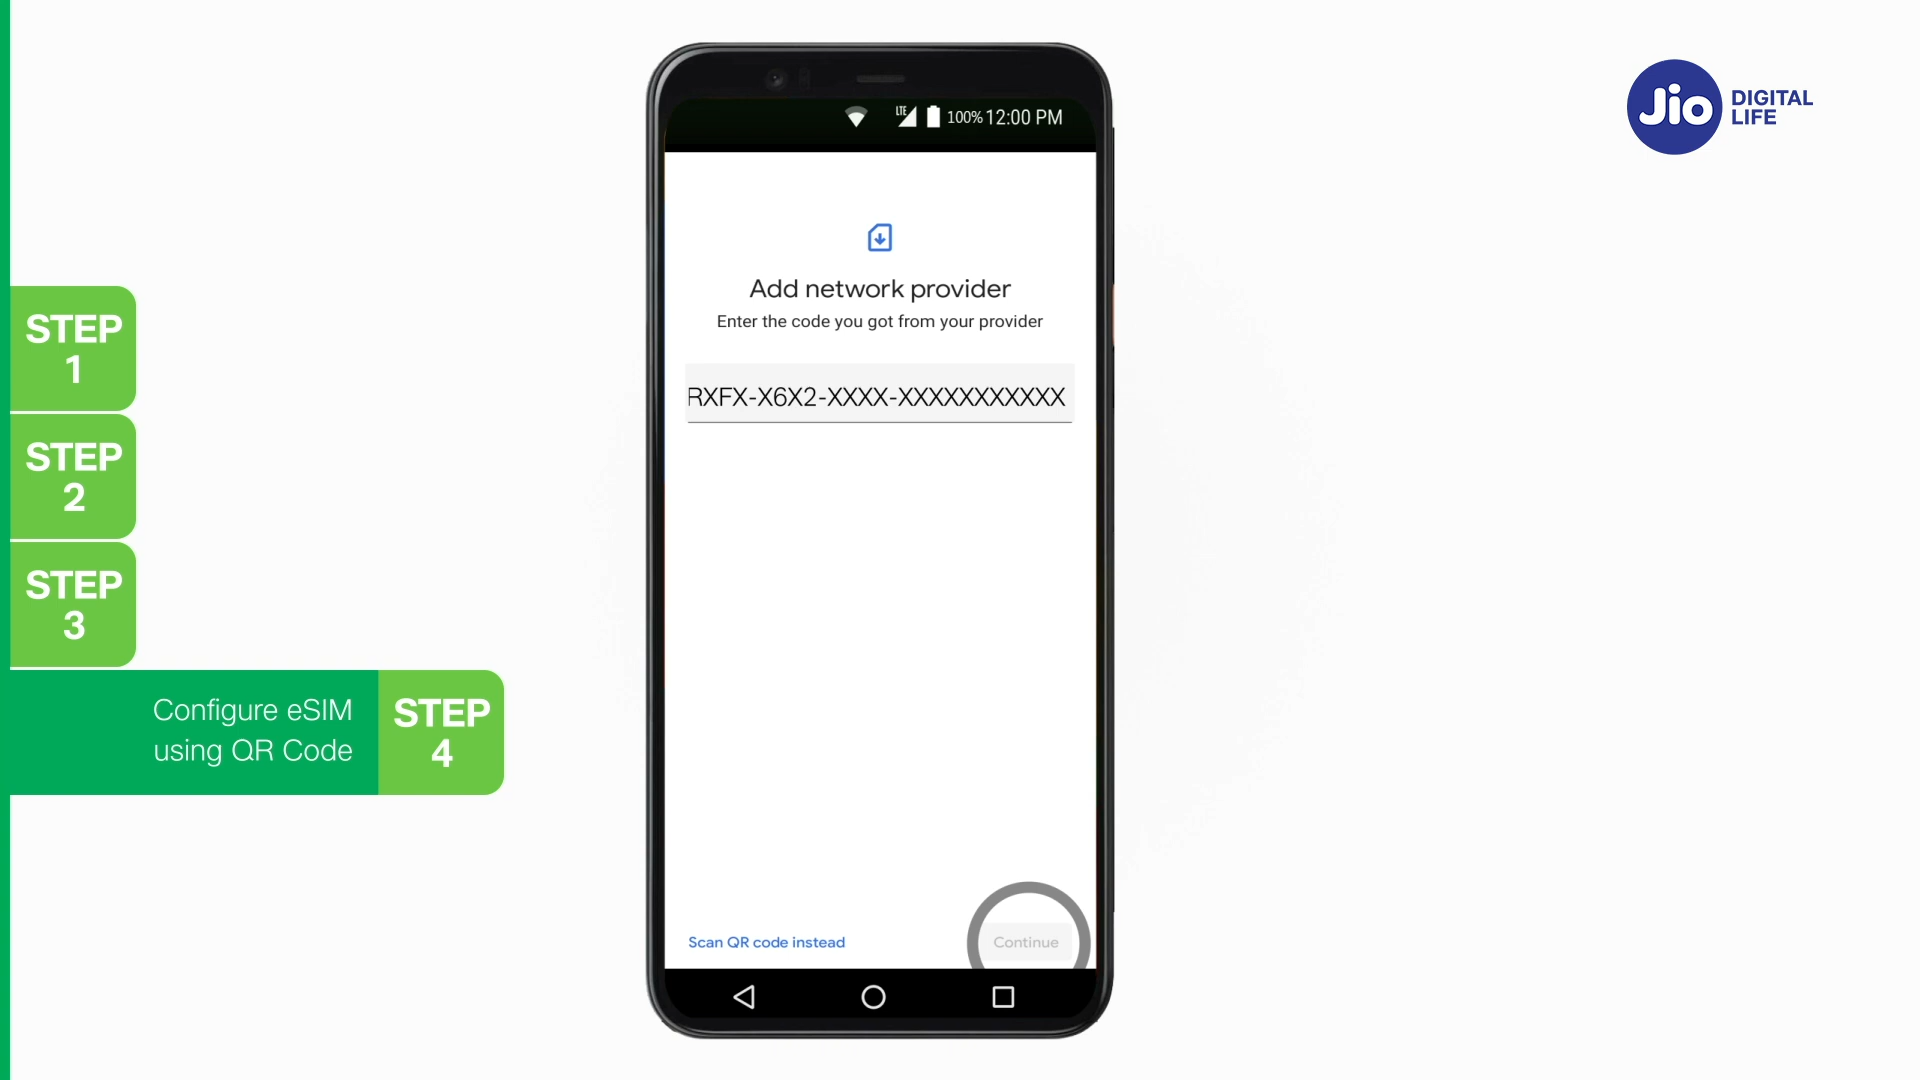 STEP
1
STEP
2
STEP
3
Configure eSIM
using QR Code
STEP
4
LTE
100% 12:00 PM
Add network provider
Enter the code you got from your provider
RXFX-X6X2-XXXX-XXXXXXXXXXX
Scan QR code instead
Continue
Jio
DIGITAL
LIFE